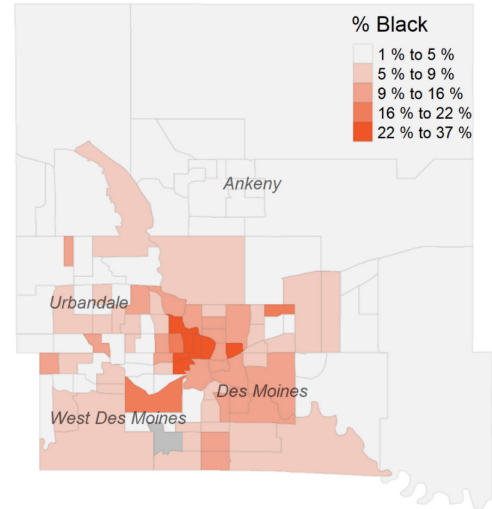 % Black
1 % to 5 %
5 % to 9 %
9 % to 16 %
16 % to 22 %
22 % to 37 %
Ankeny
Urbandale
Des Moines
West Des Moines